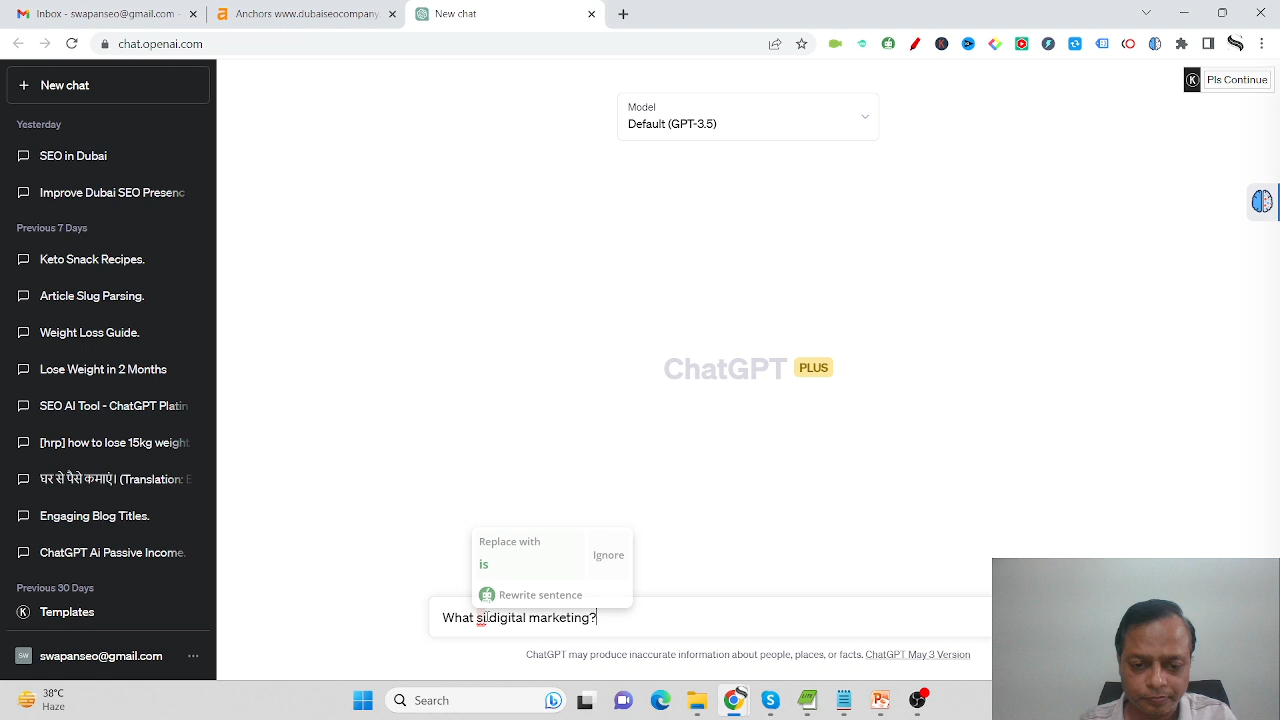 Inbox - swapanseo@gmail.com
Anchors www.dubaiseocompany
New chat
chat.openai.com
New chat
Pls Continue
Model
Default (GPT-3.5)
Yesterday
SEO in Dubai
Improve Dubai SEO Presenc
Previous 7 Days
Keto Snack Recipes.
Article Slug Parsing.
Weight Loss Guide.
Lose Weight in 2 Months
ChatGPT PLUS
SEO AI Tool - ChatGPT Platin
[hrp] how to lose 15kg weight
घर से पैसे कमाएं। (Translation: E
Engaging Blog Titles.
Replace with
is
Ignore
ChatGPT Ai Passive Income.
Previous 30 Days
Rewrite sentence
Templates
What si digital marketing?
swapanseo@gmail.com
SW
ChatGPT may produce inaccurate information about people, places, or facts. ChatGPT May 3 Version
38°C
Haze
Search